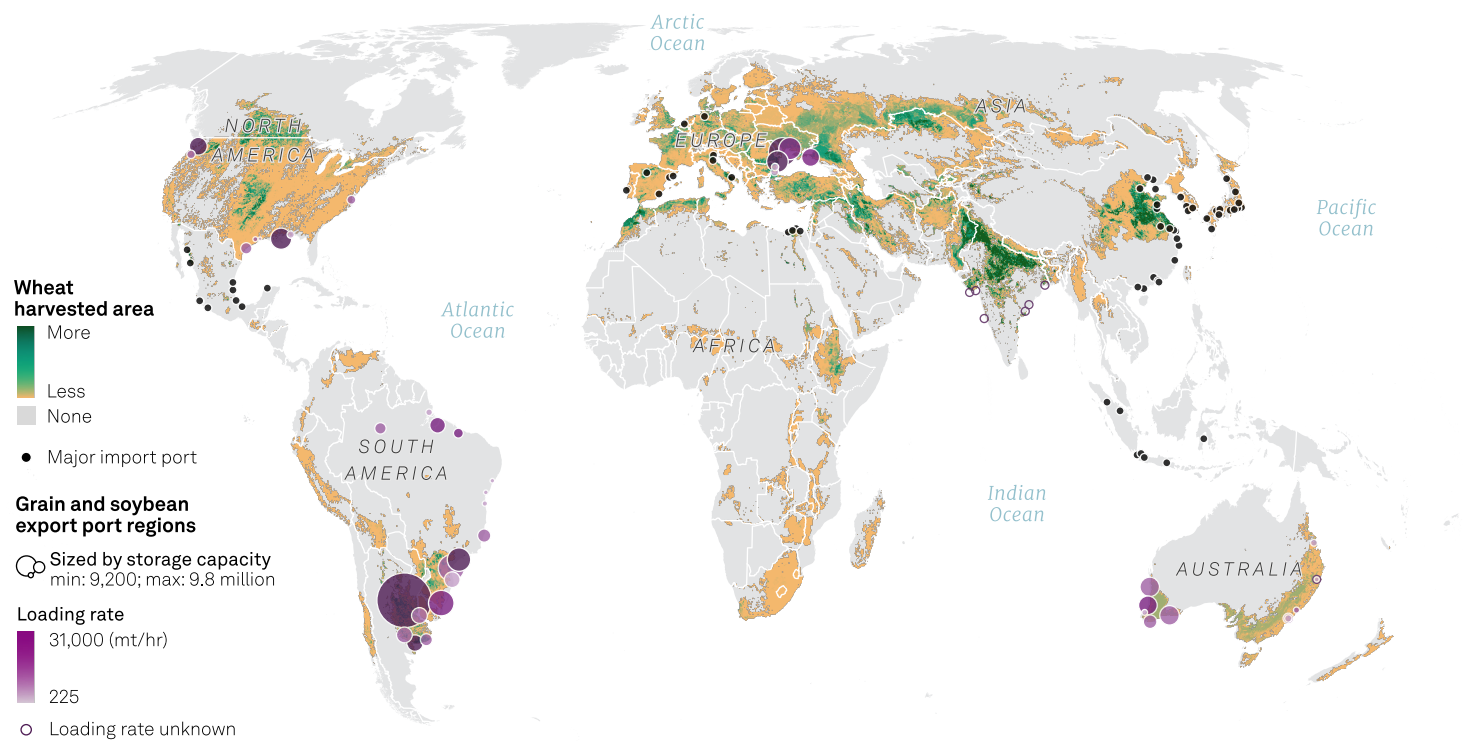 Arctic
Ocean
NORTH
AMERICA
EUROPE
ASIA
Pacific
Ocean
Atlantic
Ocean
AFRICA
SOUTH
AMERICA
Indian
Ocean
AUSTRALIA
Wheat
harvested area
More
Less
None
Major import port
Grain and soybean
export port regions
Sized by storage capacity
min: 9,200; max: 9.8 million
Loading rate
31,000 (mt/hr)
225
Loading rate unknown